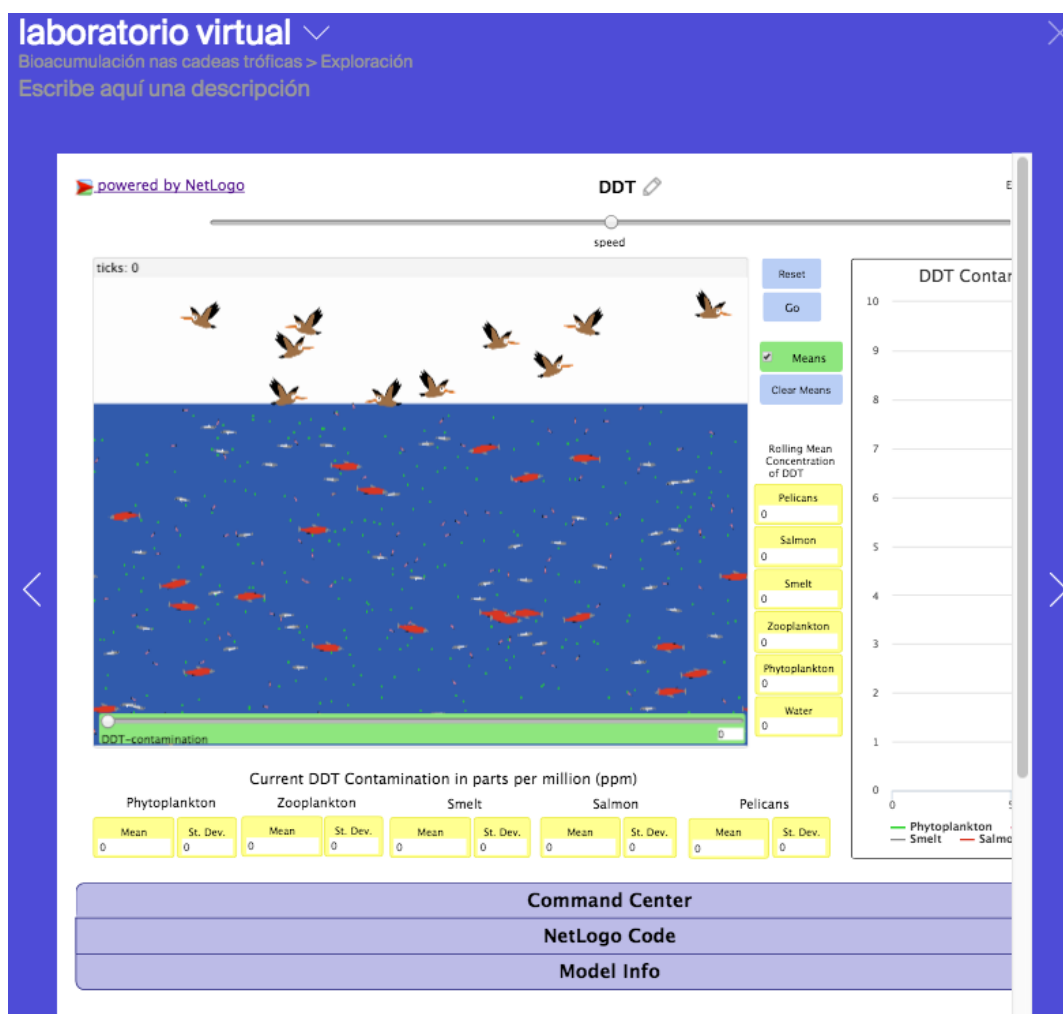 laboratorio virtual
Bioacumulación nas cadeas tróficas > Exploración
Escribe aquí una descripción
powered by NetLogo
DDT
E
speed
ticks: 0
Reset
Go
Means
Clear Means
Rolling Mean
Concentration
of DDT
Pelicans
0
Salmon
0
Smelt
0
Zooplankton
0
Phytoplankton
0
Water
0
DDT-contamination
0
DDT Contar
10
9
8
7
6
5
4
3
2
1
0
0
5
Phytoplankton
Smelt
Salmo
Current DDT Contamination in parts per million (ppm)
Phytoplankton Zooplankton Smelt Salmon Pelicans
Mean St. Dev. Mean St. Dev. Mean St. Dev. Mean St. Dev. Mean St. Dev.
0 0 0 0 0 0 0 0 0 0
Command Center
NetLogo Code
Model Info